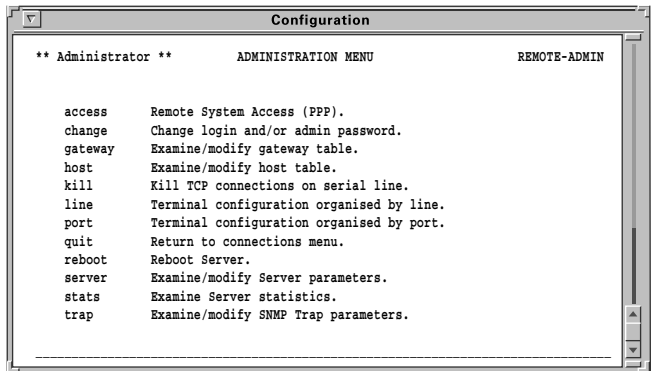 Configuration
** Administrator ** ADMINISTRATION MENU REMOTE-ADMIN
access Remote System Access (PPP).
change Change login and/or admin password.
gateway Examine/modify gateway table.
host Examine/modify host table.
kill Kill TCP connections on serial line.
line Terminal configuration organised by line.
port Terminal configuration organised by port.
quit Return to connections menu.
reboot Reboot Server.
server Examine/modify Server parameters.
stats Examine Server statistics.
trap Examine/modify SNMP Trap parameters.